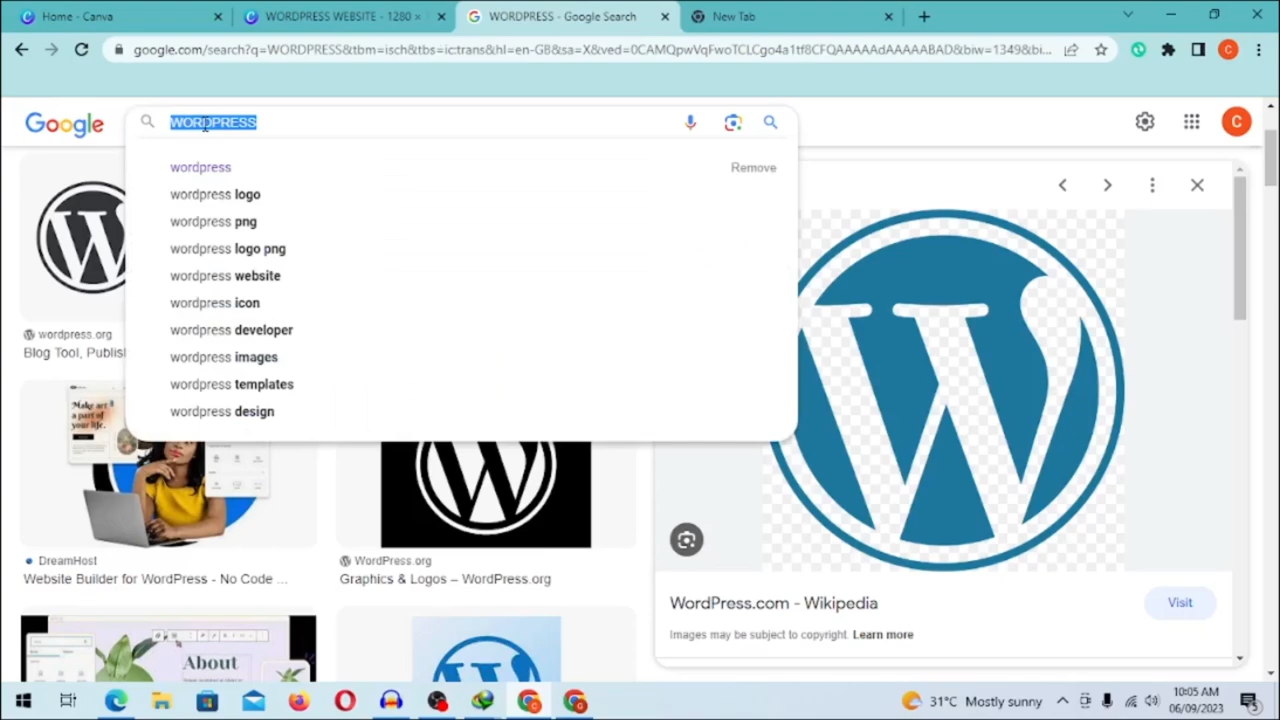 Home - Canva
WORDPRESS WEBSITE - 1280 ×
WORDPRESS - Google Search
New Tab
google.com/search?q=WORDPRESS&tbm=isch&tbs=ic:trans&hl=en-GB&sa=X&ved=0CAMQpwVqFwoTCLCgo4a1tf8CFQAAAAAdAAAAABAD&biw=1349&bi...
C
Google
WORDPRESS
C
wordpress
Remove
wordpress logo
wordpress png
wordpress logo png
wordpress website
wordpress icon
wordpress developer
wordpress images
wordpress templates
wordpress design
wordpress.org
Blog Tool, Publis
Make art
a part
of your
life.
DreamHost
Website Builder for WordPress - No Code ...
WordPress.org
Graphics & Logos – WordPress.org
About
WordPress.com - Wikipedia
Visit
Images may be subject to copyright. Learn more
31°C Mostly sunny
10:05 AM
06/09/2023